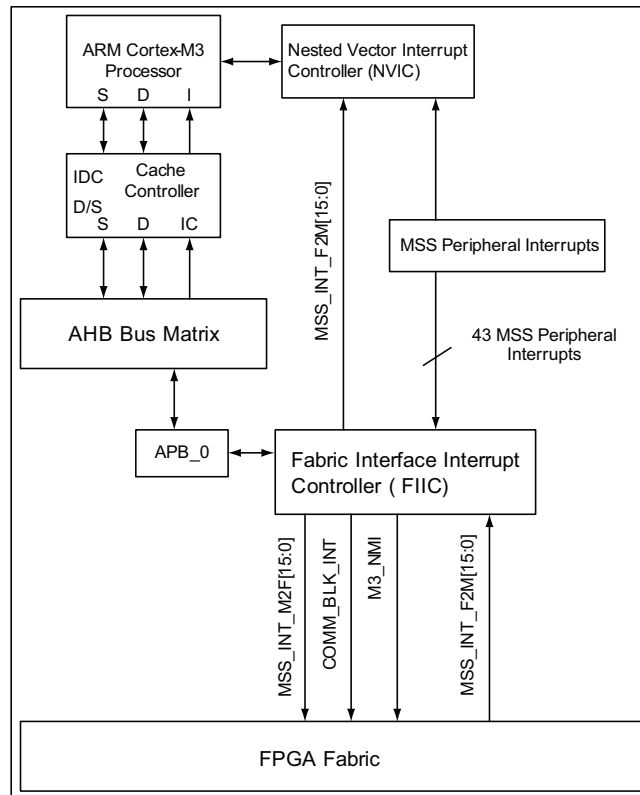 ARM Cortex-M3
Processor
S D I
Nested Vector Interrupt
Controller (NVIC)
IDC
Cache
Controller
D/S
S D IC
MSS_INT_F2M[15:0]
MSS Peripheral Interrupts
AHB Bus Matrix
43 MSS Peripheral
Interrupts
APB_0
Fabric Interface Interrupt
Controller ( FIIC)
MSS_INT_M2F[15:0]
COMM_BLK_INT
M3_NMI
MSS_INT_F2M[15:0]
FPGA Fabric